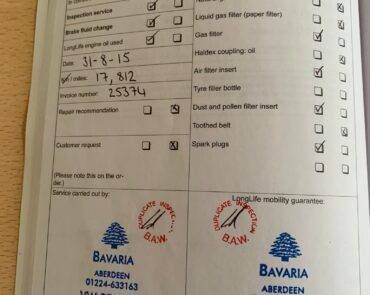 Inspection service
Brake fluid change
LongLife engine oil used
Date: 31-8-15
km / miles: 17,812
Invoice number: 25374
Repair recommendation
Customer request
(Please note this on the or-
der.)
Service carried out by:
BAVARIA
ABERDEEN
01224-633163
DUPLICATE INSPECTION
B.A.W.
Liquid gas filter (paper filter)
Gas filter
Haldex coupling: oil
Air filter insert
Tyre filler bottle
Dust and pollen filter insert
Toothed belt
Spark plugs
LongLife mobility guarantee:
DUPLICATE INSPECTION
B.A.W.
BAVARIA
ABERDEEN